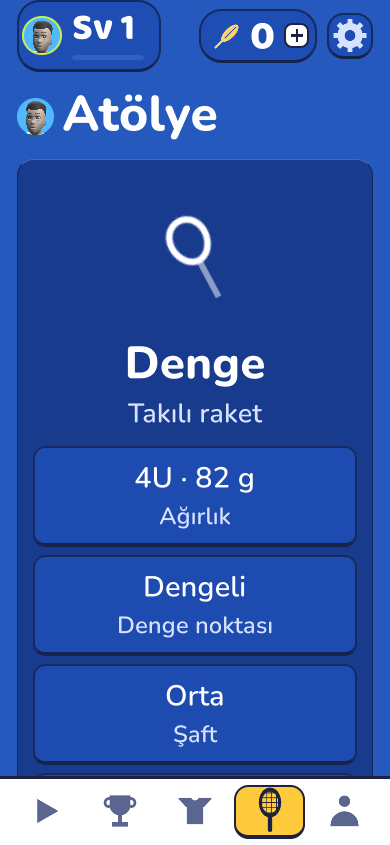 Sv 1
0
Atölye
Denge
Takılı raket
4U · 82 g
Ağırlık
Dengeli
Denge noktası
Orta
Şaft